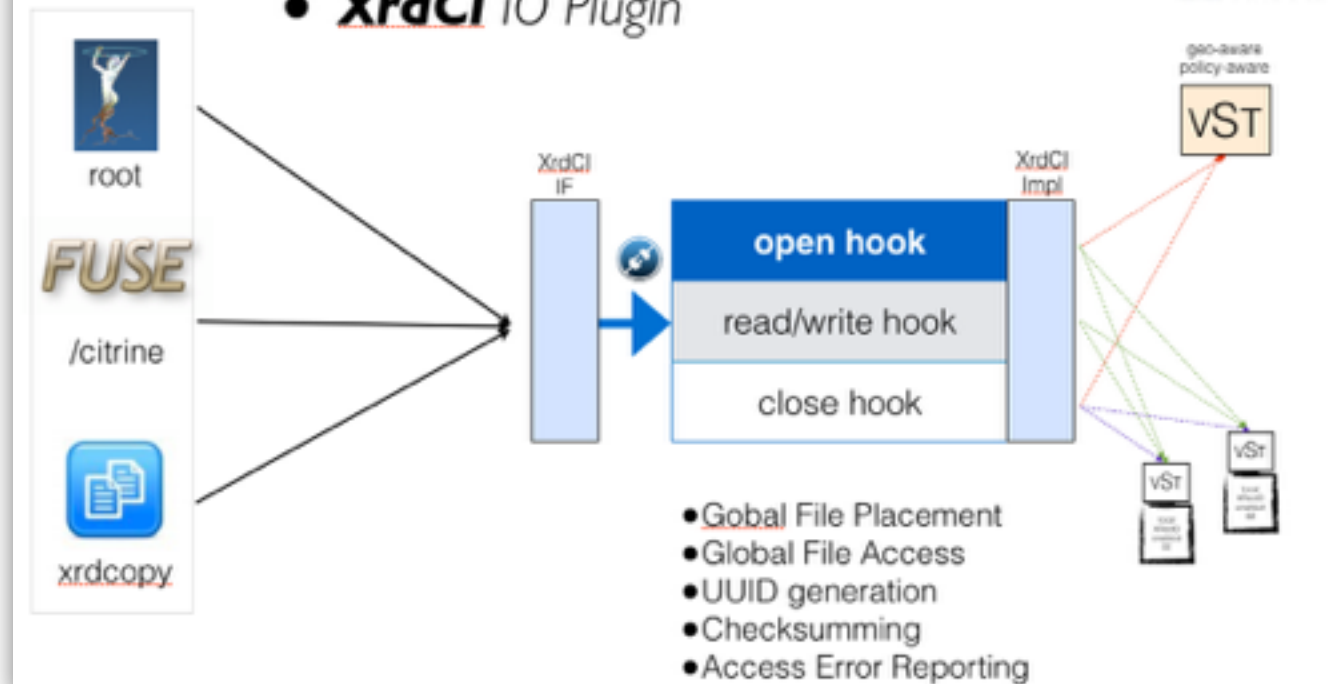 • XrdCl IO Plugin
geo-aware
policy-aware
VST
root
XrdCl
IF
XrdCl
Impl
open hook
FUSE
read/write hook
/citrine
close hook
VST
VST
xrdcopy
•Gobal File Placement
•Global File Access
•UUID generation
•Checksumming
•Access Error Reporting